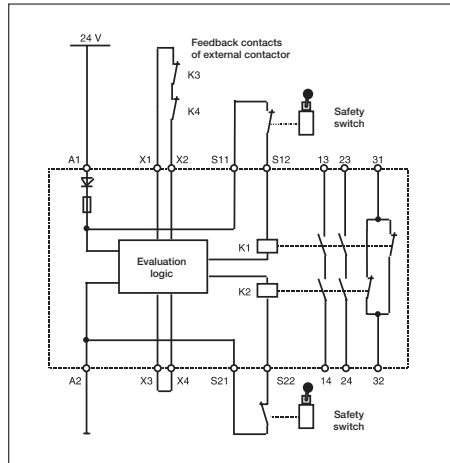 24 V
Feedback contacts
of external contactor
K3
K4
Safety
switch
A1 X1 X2 S11 S12 13 23 31
K1
Evaluation
logic
K2
A2 X3 X4 S21 S22 14 24 32
Safety
switch